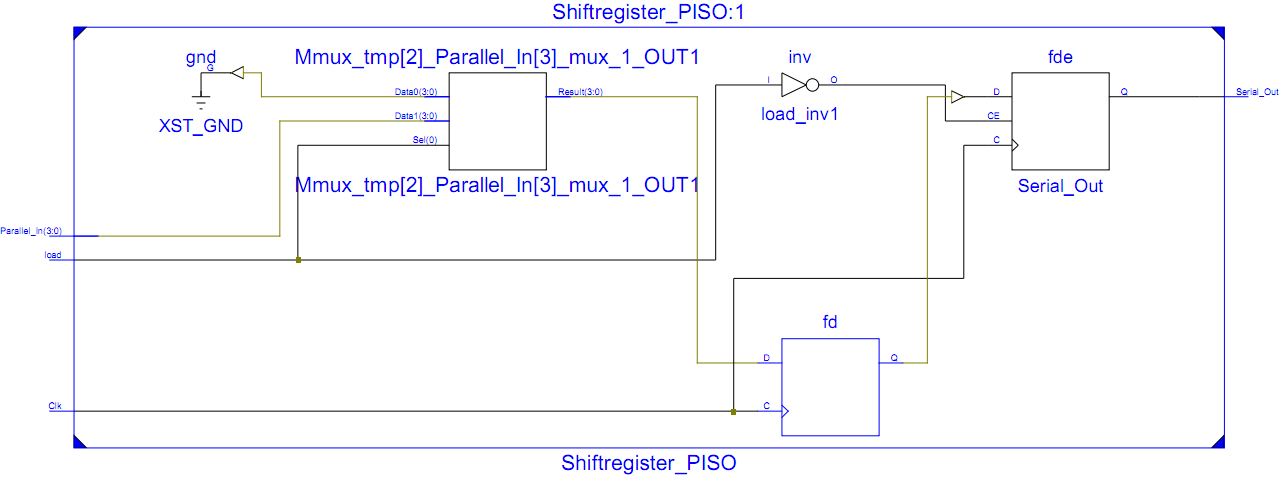 Shiftregister_PISO:1
gnd
G
XST_GND
Mmux_tmp[2]_Parallel_In[3]_mux_1_OUT1
Data0(3:0)
Data1(3:0)
Sel(0)
Result(3:0)
Mmux_tmp[2]_Parallel_In[3]_mux_1_OUT1
inv
I
O
load_inv1
fde
D
CE
C
Q
Serial_Out
Serial_Out
Parallel_In(3:0)
load
fd
D
Q
C
Clk
Shiftregister_PISO